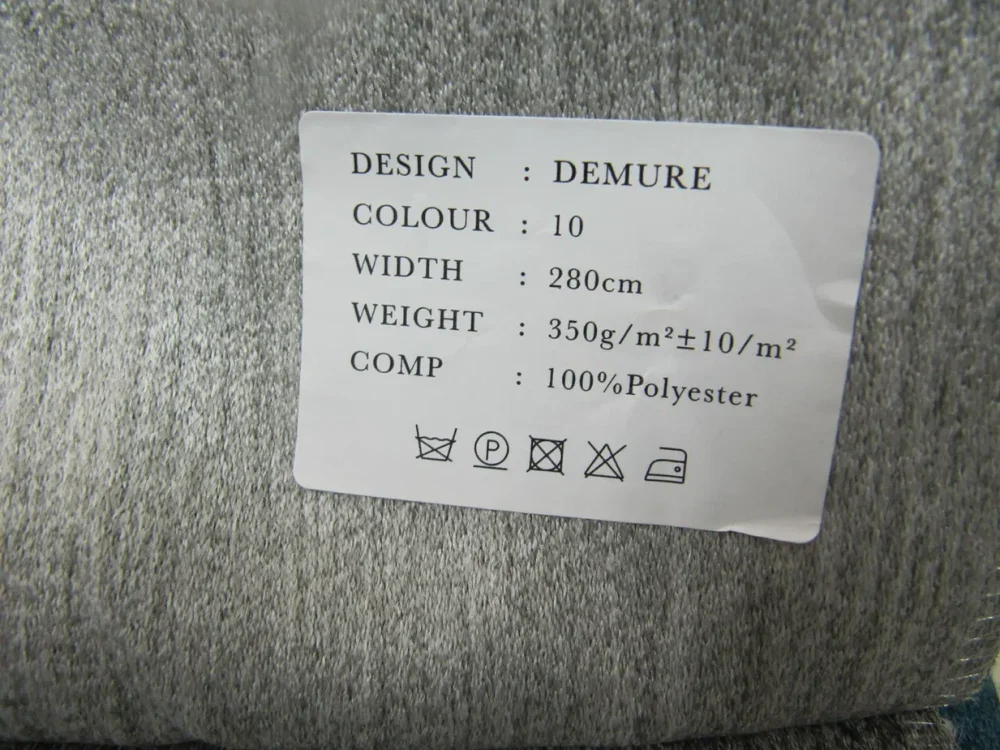 DESIGN : DEMURE
COLOUR : 10
WIDTH : 280cm
WEIGHT : 350g/m²±10/m²
COMP : 100%Polyester
P